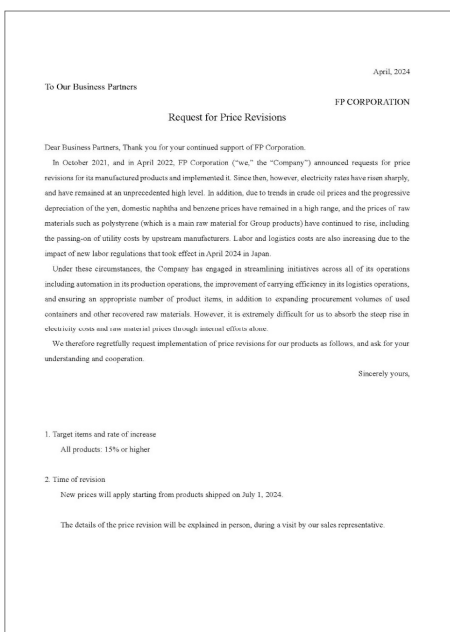 April, 2024
To Our Business Partners
FP CORPORATION
Request for Price Revisions
Dear Business Partners, Thank you for your continued support of FP Corporation.
In October 2021, and in April 2022, FP Corporation (“we,” the “Company”) announced requests for price
revisions for its manufactured products and implemented it. Since then, however, electricity rates have risen sharply,
and have remained at an unprecedented high level. In addition, due to trends in crude oil prices and the progressive
depreciation of the yen, domestic naphtha and benzene prices have remained in a high range, and the prices of raw
materials such as polystyrene (which is a main raw material for Group products) have continued to rise, including
the passing-on of utility costs by upstream manufacturers. Labor and logistics costs are also increasing due to the
impact of new labor regulations that took effect in April 2024 in Japan.
Under these circumstances, the Company has engaged in streamlining initiatives across all of its operations
including automation in its production operations, the improvement of carrying efficiency in its logistics operations,
and ensuring an appropriate number of product items, in addition to expanding procurement volumes of used
containers and other recovered raw materials. However, it is extremely difficult for us to absorb the steep rise in
electricity costs and raw material prices through internal efforts alone.
We therefore regretfully request implementation of price revisions for our products as follows, and ask for your
understanding and cooperation.
Sincerely yours,
1. Target items and rate of increase
All products: 15% or higher
2. Time of revision
New prices will apply starting from products shipped on July 1, 2024.
The details of the price revision will be explained in person, during a visit by our sales representative.